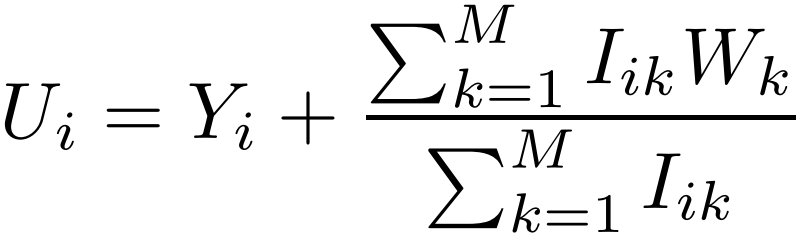 U_i = Y_i + \frac{\sum_{k=1}^{M} I_{ik} W_k}{\sum_{k=1}^{M} I_{ik}}